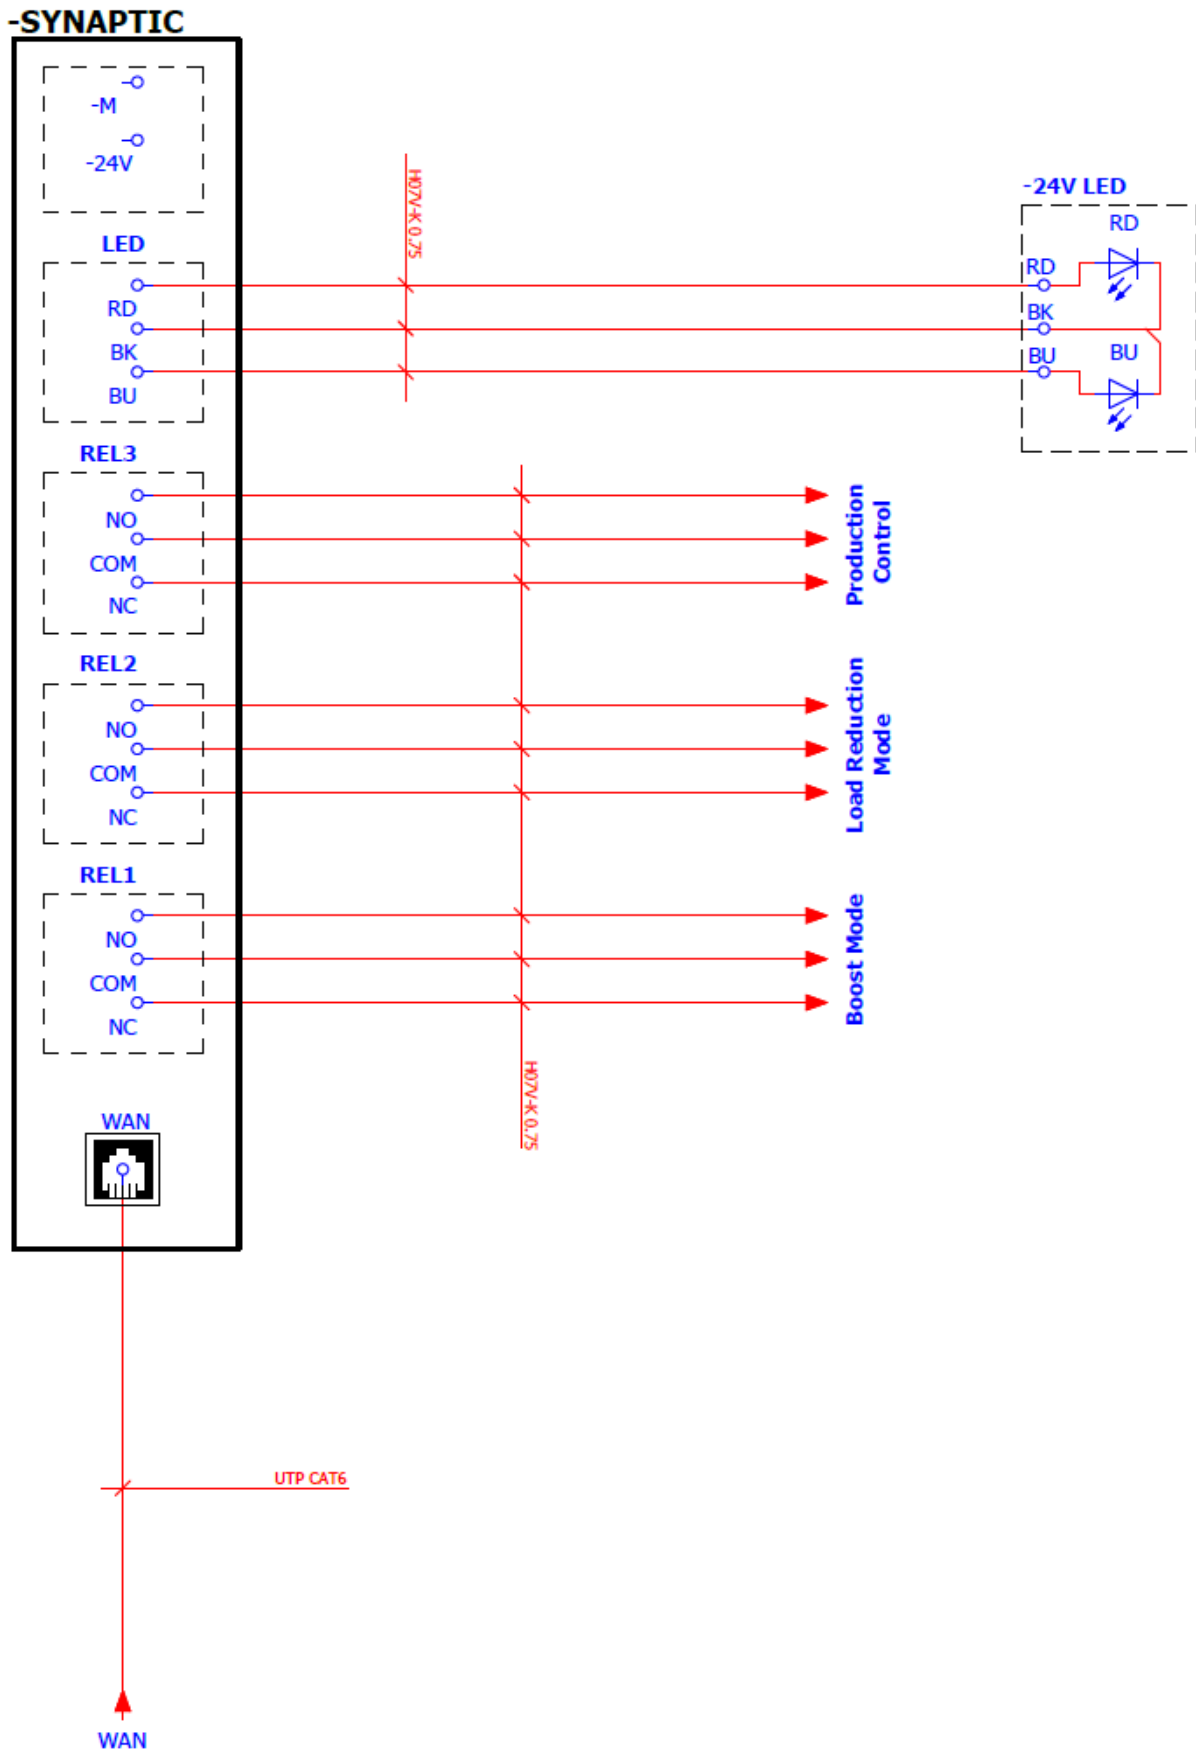 -SYNAPTIC
-M
-24V
LED
RD
BK
BU
H07V-K 0.75
-24V LED
RD
RD
BK
BU
BU
REL3
NO
COM
NC
Production
Control
REL2
NO
COM
NC
Load Reduction
Mode
REL1
NO
COM
NC
Boost Mode
H07V-K 0.75
WAN
UTP CAT6
WAN